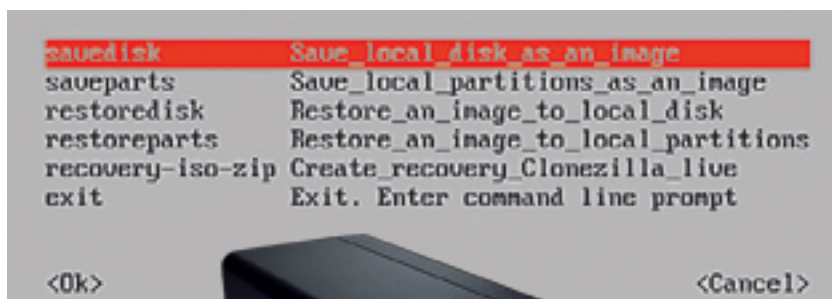 savedisk Save_local_disk_as_an_image
saveparts Save_local_partitions_as_an_image
restoredisk Restore_an_image_to_local_disk
restoreparts Restore_an_image_to_local_partitions
recovery-iso-zip Create_recovery_Clonezilla_live
exit Exit. Enter command line prompt
<Ok> <Cancel>